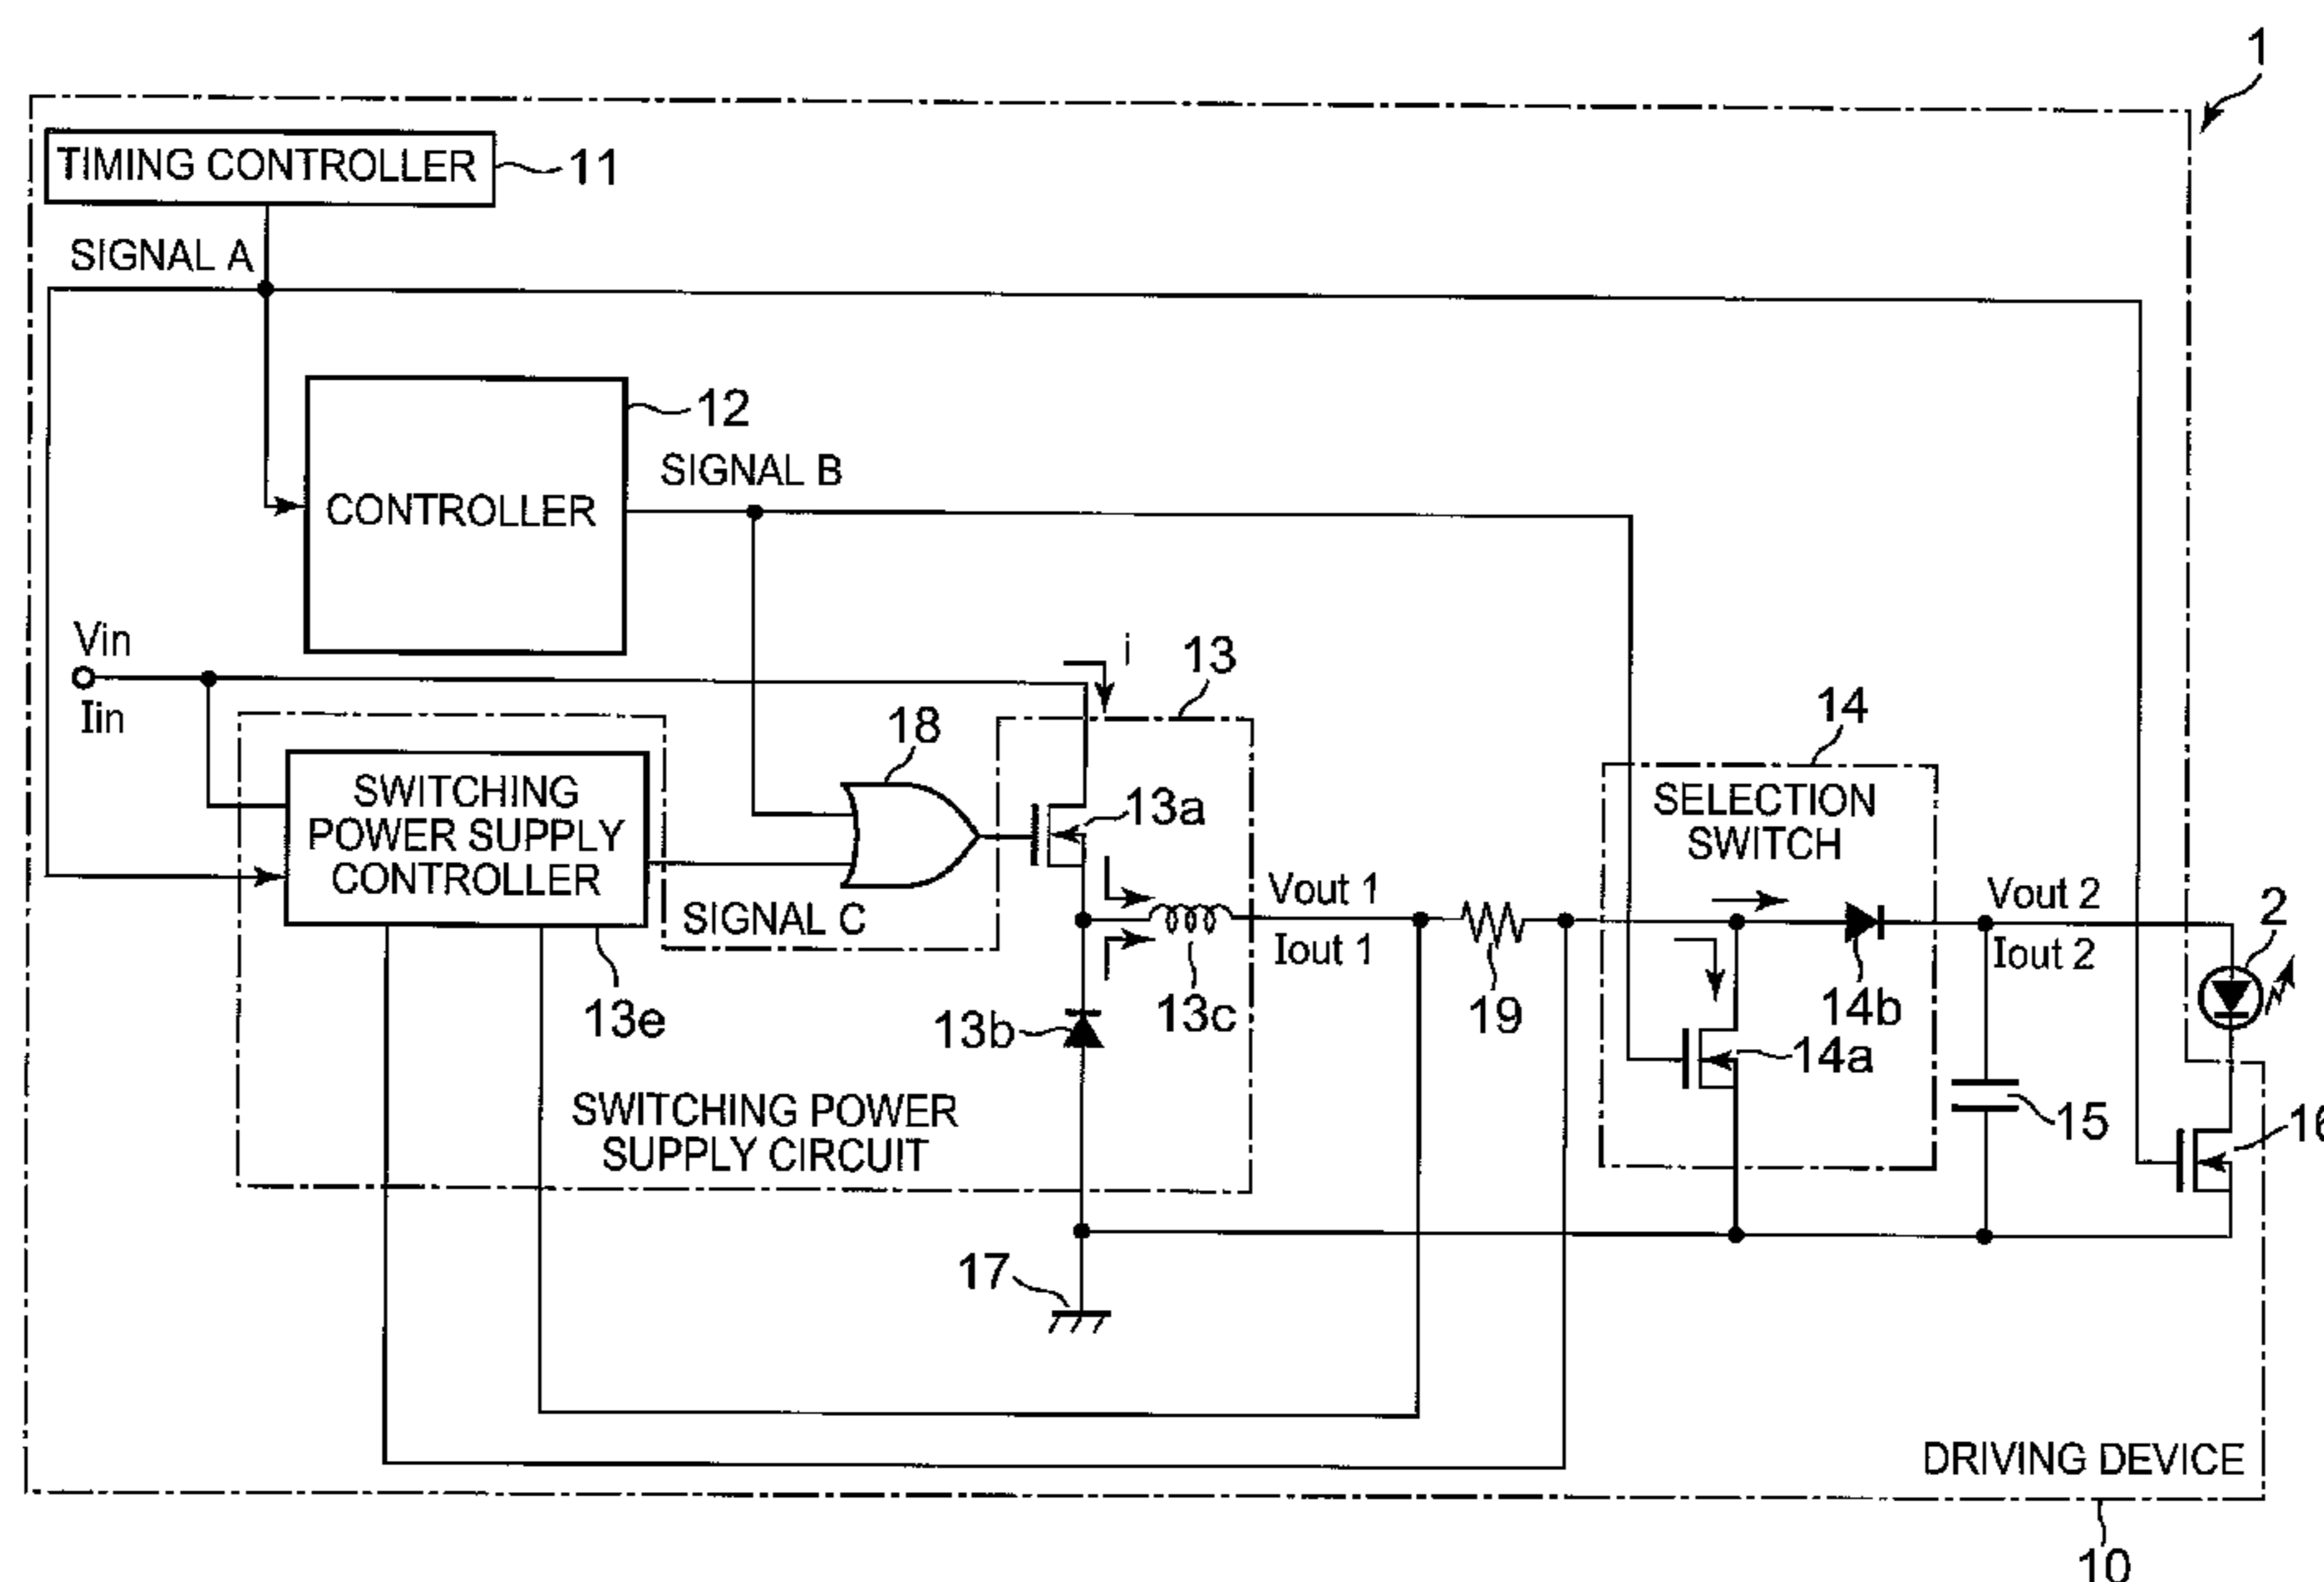 1
TIMING CONTROLLER
11
SIGNAL A
12
SIGNAL B
CONTROLLER
Vin
Iin
i
13
14
18
SWITCHING
POWER SUPPLY
CONTROLLER
13a
SELECTION
SWITCH
SIGNAL C
Vout 1
Iout 1
Vout 2
Iout 2
2
13e
13b
13c
19
14b
14a
15
16
SWITCHING POWER
SUPPLY CIRCUIT
17
DRIVING DEVICE
10